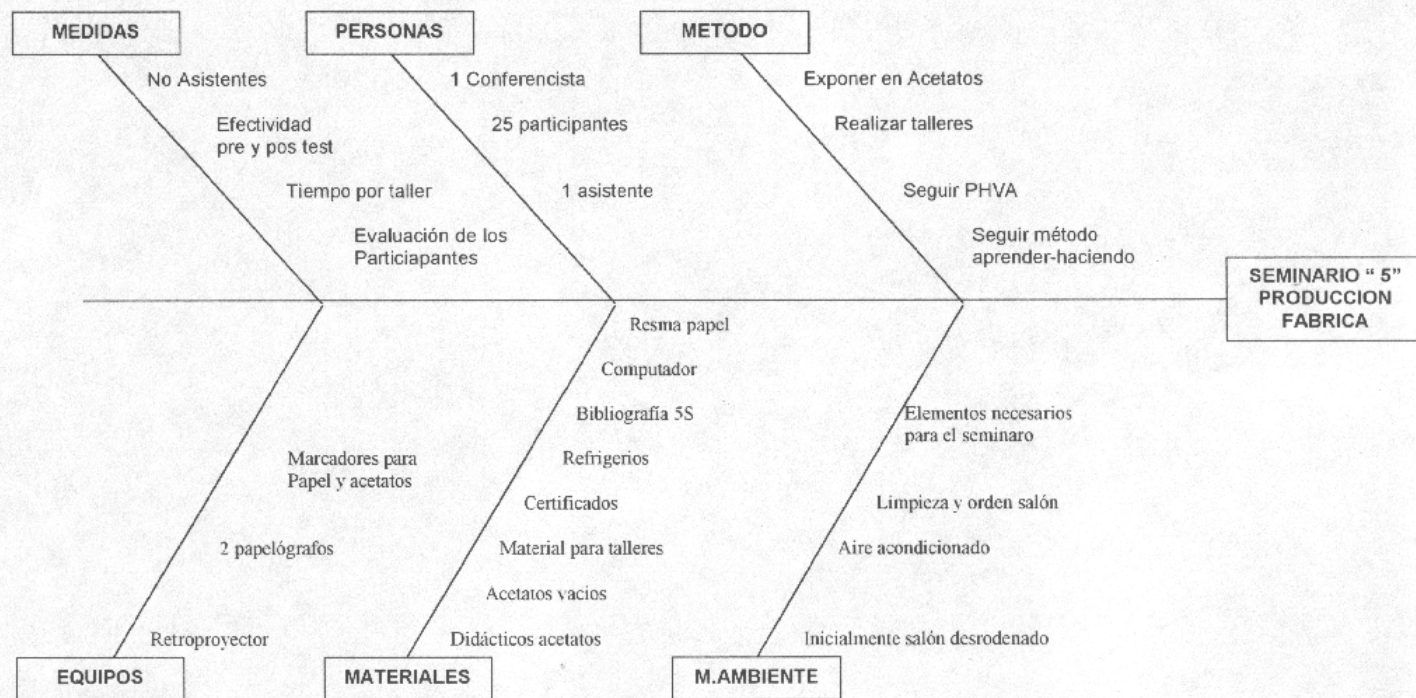 MEDIDAS
No Asistentes
Efectividad
pre y pos test
Tiempo por taller
Evaluación de los
Particiapantes
PERSONAS
1 Conferencista
25 participantes
1 asistente
METODO
Exponer en Acetatos
Realizar talleres
Seguir PHVA
Seguir método
aprender-haciendo
SEMINARIO “ 5”
PRODUCCION
FABRICA
Marcadores para
Papel y acetatos
2 papelógrafos
Retroproyector
EQUIPOS
Resma papel
Computador
Bibliografía 5S
Refrigerios
Certificados
Material para talleres
Acetatos vacios
Didácticos acetatos
MATERIALES
Elementos necesarios
para el seminaro
Limpieza y orden salón
Aire acondicionado
Inicialmente salón desrodenado
M.AMBIENTE